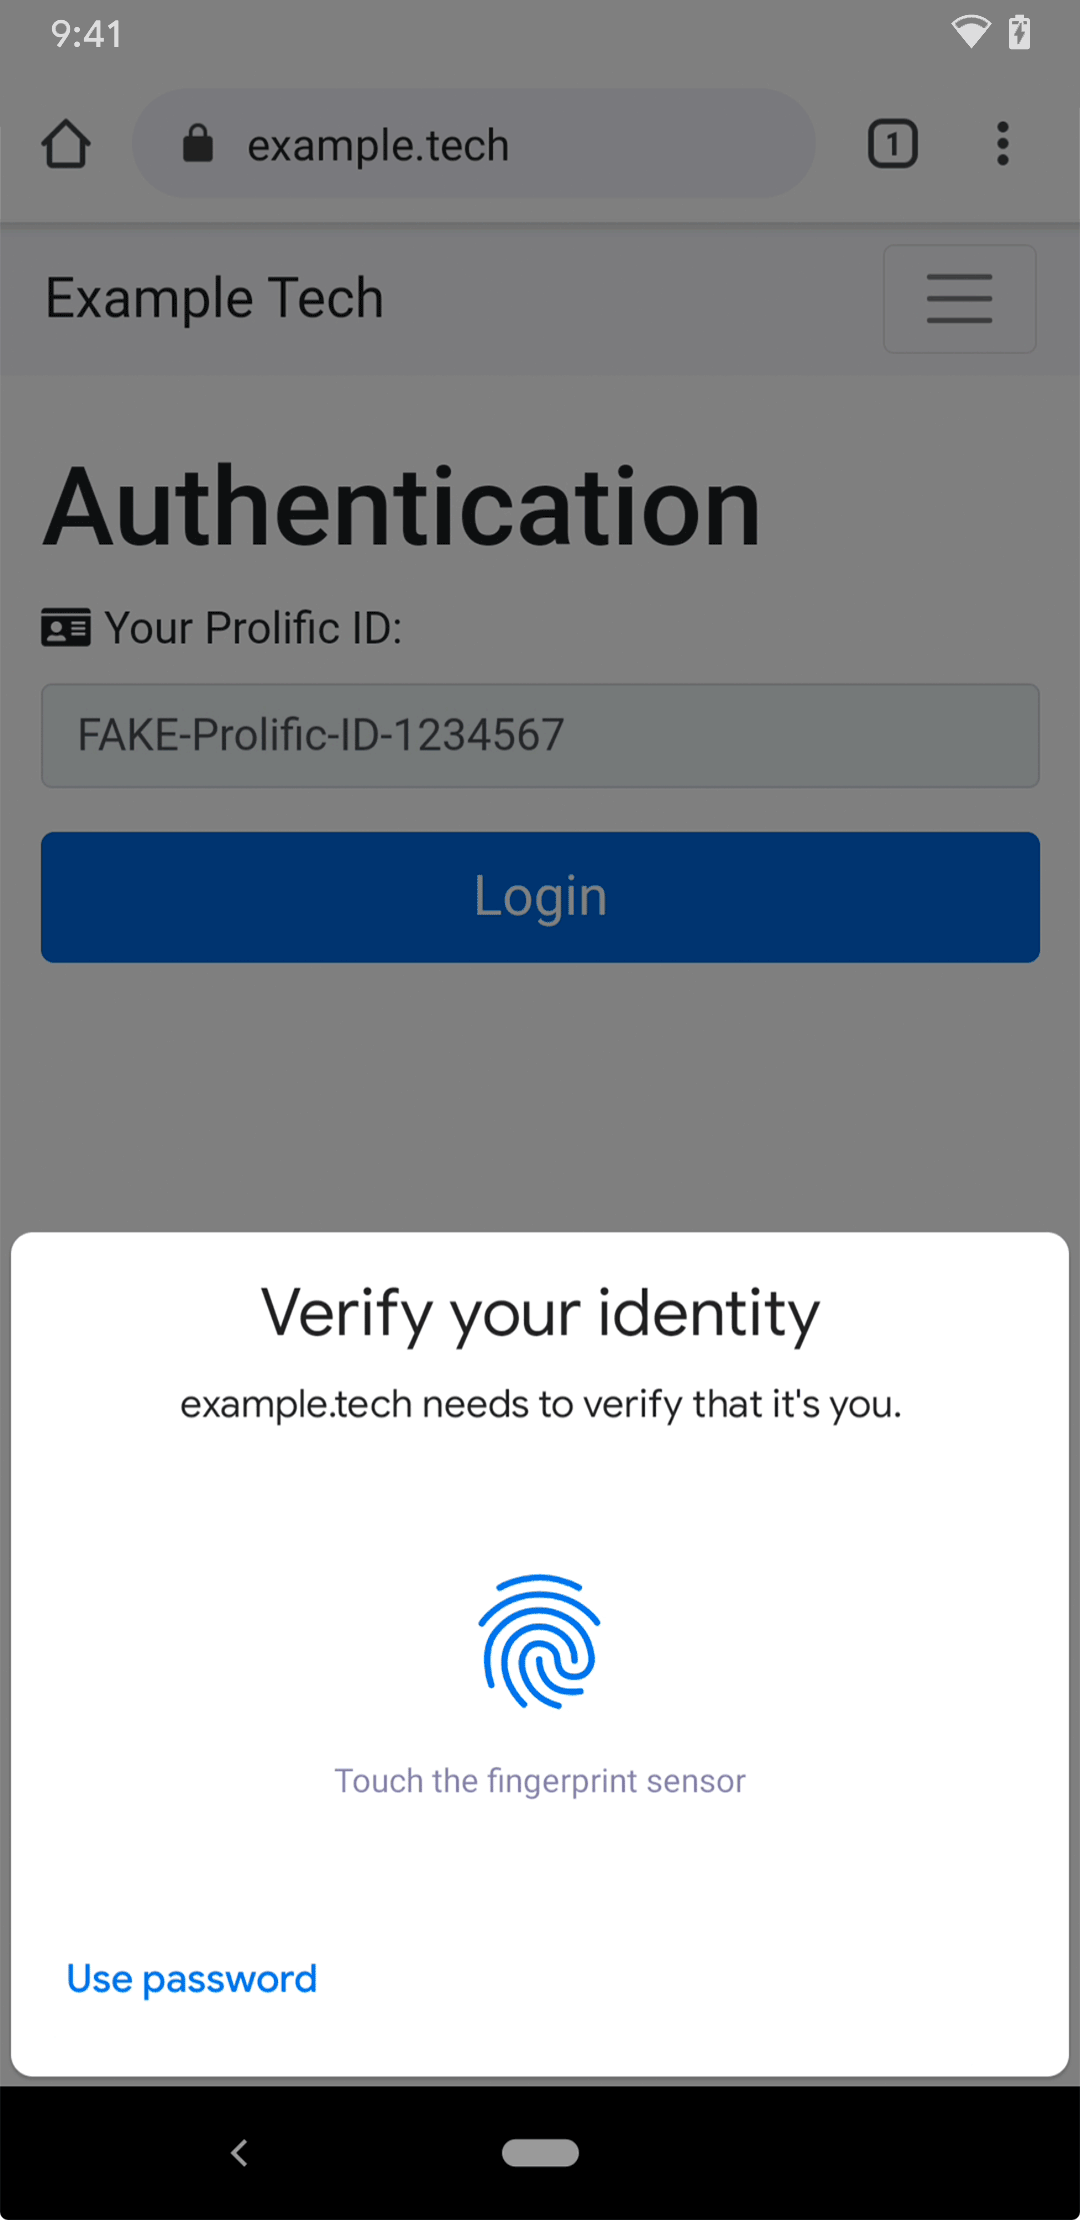 9:41
example.tech
1
Example Tech
Authentication
Your Prolific ID:
FAKE-Prolific-ID-1234567
Login
Verify your identity
example.tech needs to verify that it's you.
Touch the fingerprint sensor
Use password